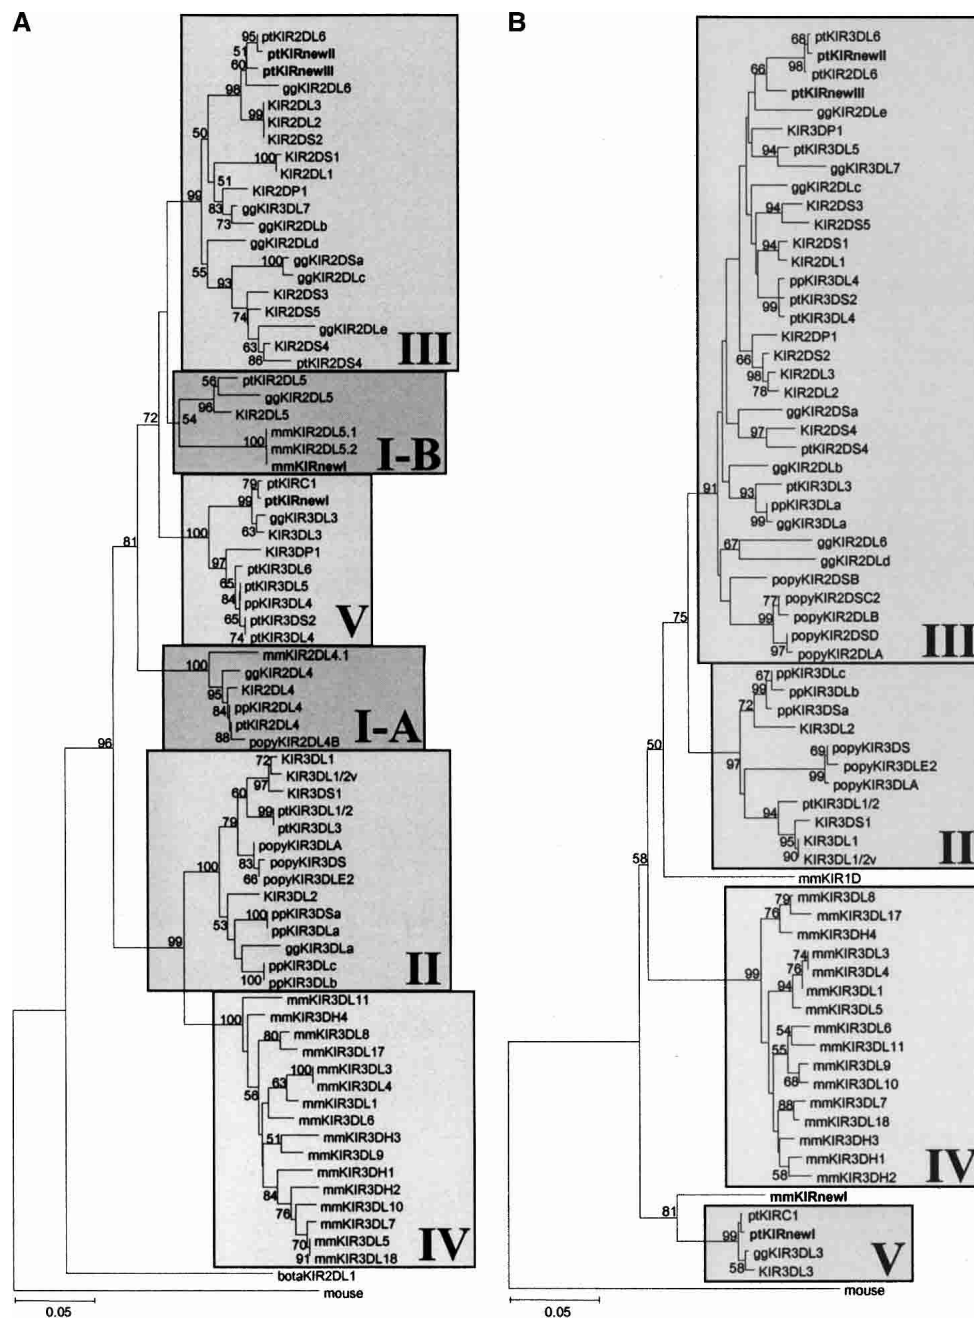 A
95
ptKIR2DL6
51
ptKIRnewII
60
ptKIRnewIII
98
ggKIR2DL6
KIR2DL3
99
KIR2DL2
KIR2DS2
50
100
KIR2DS1
KIR2DL1
51
KIR2DP1
83
ggKIR3DL7
73
ggKIR2DLb
99
ggKIR2DLd
55
100
ggKIR2DSa
ggKIR2DLc
93
KIR2DS3
74
KIR2DS5
ggKIR2DLe
63
KIR2DS4
86
ptKIR2DS4
III
56
ptKIR2DL5
ggKIR2DL5
96
KIR2DL5
54
mmKIR2DL5.1
100
mmKIR2DL5.2
mmKIRnewI
I-B
72
79
ptKIRC1
99
ptKIRnewI
ggKIR3DL3
63
KIR3DL3
100
KIR3DP1
97
ptKIR3DL6
65
ptKIR3DL5
84
ppKIR3DL4
65
ptKIR3DS2
74
ptKIR3DL4
V
81
mmKIR2DL4.1
100
ggKIR2DL4
95
KIR2DL4
84
ppKIR2DL4
ptKIR2DL4
88
popyKIR2DL4B
I-A
96
72
KIR3DL1
KIR3DL1/2v
97
KIR3DS1
60
99
ptKIR3DL1/2
ptKIR3DL3
79
popyKIR3DLA
83
popyKIR3DS
66
popyKIR3DLE2
100
KIR3DL2
53
100
ppKIR3DSa
ppKIR3DLa
ggKIR3DLa
ppKIR3DLc
100
ppKIR3DLb
II
99
mmKIR3DL11
100
mmKIR3DH4
80
mmKIR3DL8
mmKIR3DL17
100
mmKIR3DL3
63
mmKIR3DL4
58
mmKIR3DL1
mmKIR3DL6
51
mmKIR3DH3
mmKIR3DL9
mmKIR3DH1
84
mmKIR3DH2
76
mmKIR3DL10
mmKIR3DL7
70
mmKIR3DL5
91
mmKIR3DL18
IV
botaKIR2DL1
mouse
0.05
B
68
ptKIR3DL6
ptKIRnewII
66
98
ptKIR2DL6
ptKIRnewIII
ggKIR2DLe
KIR3DP1
94
ptKIR3DL5
ggKIR3DL7
ggKIR2DLc
94
KIR2DS3
KIR2DS5
94
KIR2DS1
KIR2DL1
ppKIR3DL4
99
ptKIR3DS2
ptKIR3DL4
KIR2DP1
66
KIR2DS2
98
KIR2DL3
78
KIR2DL2
ggKIR2DSa
97
KIR2DS4
ptKIR2DS4
ggKIR2DLb
91
93
ptKIR3DL3
ppKIR3DLa
99
ggKIR3DLa
67
ggKIR2DL6
ggKIR2DLd
popyKIR2DSB
77
popyKIR2DSC2
99
popyKIR2DLB
popyKIR2DSD
97
popyKIR2DLA
III
75
67
ppKIR3DLc
99
ppKIR3DLb
72
ppKIR3DSa
KIR3DL2
69
popyKIR3DS
97
popyKIR3DLE2
99
popyKIR3DLA
94
ptKIR3DL1/2
KIR3DS1
95
KIR3DL1
90
KIR3DL1/2v
II
50
mmKIR1D
58
79
mmKIR3DL8
76
mmKIR3DL17
mmKIR3DH4
74
mmKIR3DL3
76
mmKIR3DL4
99
94
mmKIR3DL1
mmKIR3DL5
54
mmKIR3DL6
mmKIR3DL11
55
mmKIR3DL9
68
mmKIR3DL10
88
mmKIR3DL7
mmKIR3DL18
mmKIR3DH3
mmKIR3DH1
58
mmKIR3DH2
IV
mmKIRnewI
81
ptKIRC1
99
ptKIRnewI
ggKIR3DL3
58
KIR3DL3
V
mouse
0.05